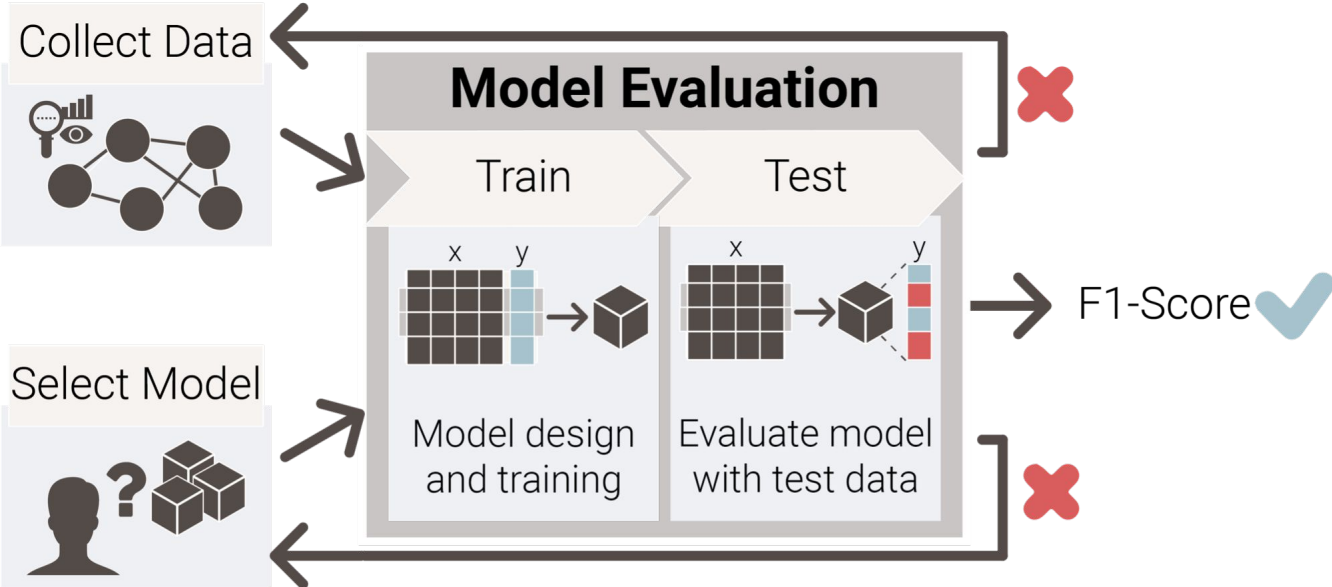 Collect Data
Model Evaluation
Train
Test
x
y
x
y
F1-Score
Select Model
?
Model design
and training
Evaluate model
with test data